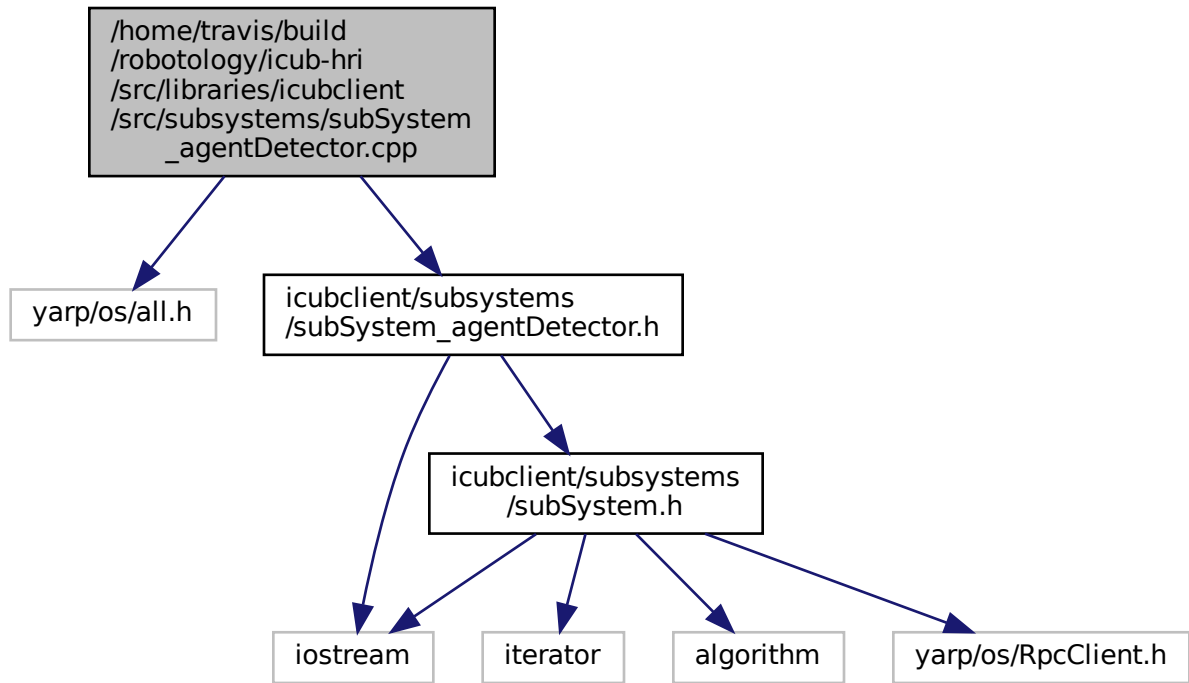 /home/travis/build
/robotology/icub-hri
/src/libraries/icubclient
/src/subsystems/subSystem
_agentDetector.cpp
yarp/os/all.h
icubclient/subsystems
/subSystem_agentDetector.h
icubclient/subsystems
/subSystem.h
iostream
iterator
algorithm
yarp/os/RpcClient.h